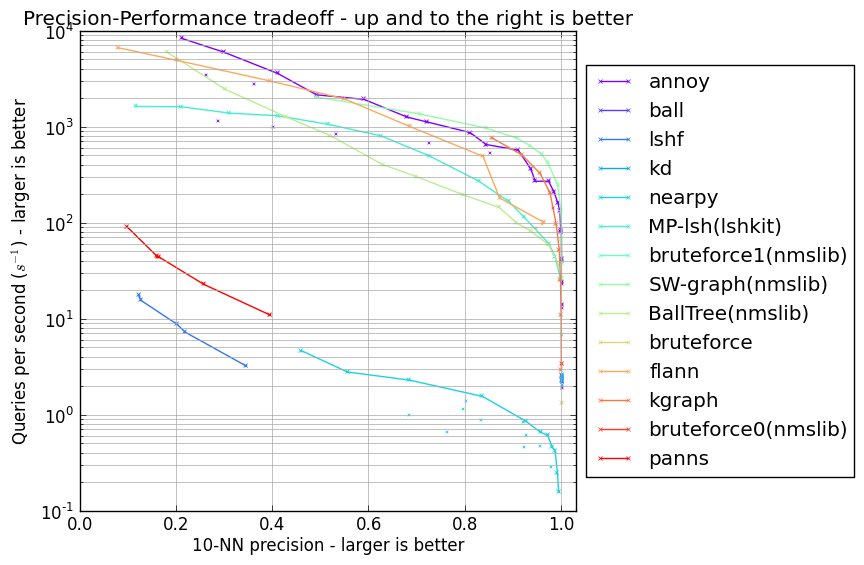 Precision-Performance tradeoff - up and to the right is better
Queries per second (s⁻¹) - larger is better
10⁴
10³
10²
10¹
10⁰
10⁻¹
0.0 0.2 0.4 0.6 0.8 1.0
10-NN precision - larger is better
annoy
ball
lshf
kd
nearpy
MP-lsh(lshkit)
bruteforce1(nmslib)
SW-graph(nmslib)
BallTree(nmslib)
bruteforce
flann
kgraph
bruteforce0(nmslib)
panns